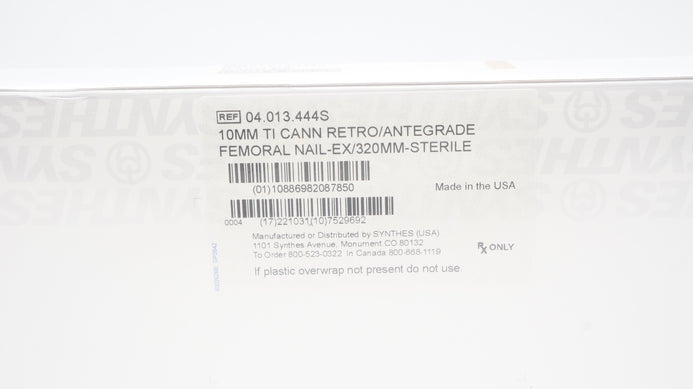 SYNTHES SYNTHES
REF 04.013.444S
10MM TI CANN RETRO/ANTEGRADE
FEMORAL NAIL-EX/320MM-STERILE
(01)10886982087850
Made in the USA
0004 (17)221031(10)7529692
Manufactured or Distributed by SYNTHES (USA)
1101 Synthes Avenue, Monument CO 80132
To Order 800-523-0322 In Canada 800-668-1119
Rx ONLY
If plastic overwrap not present do not use.